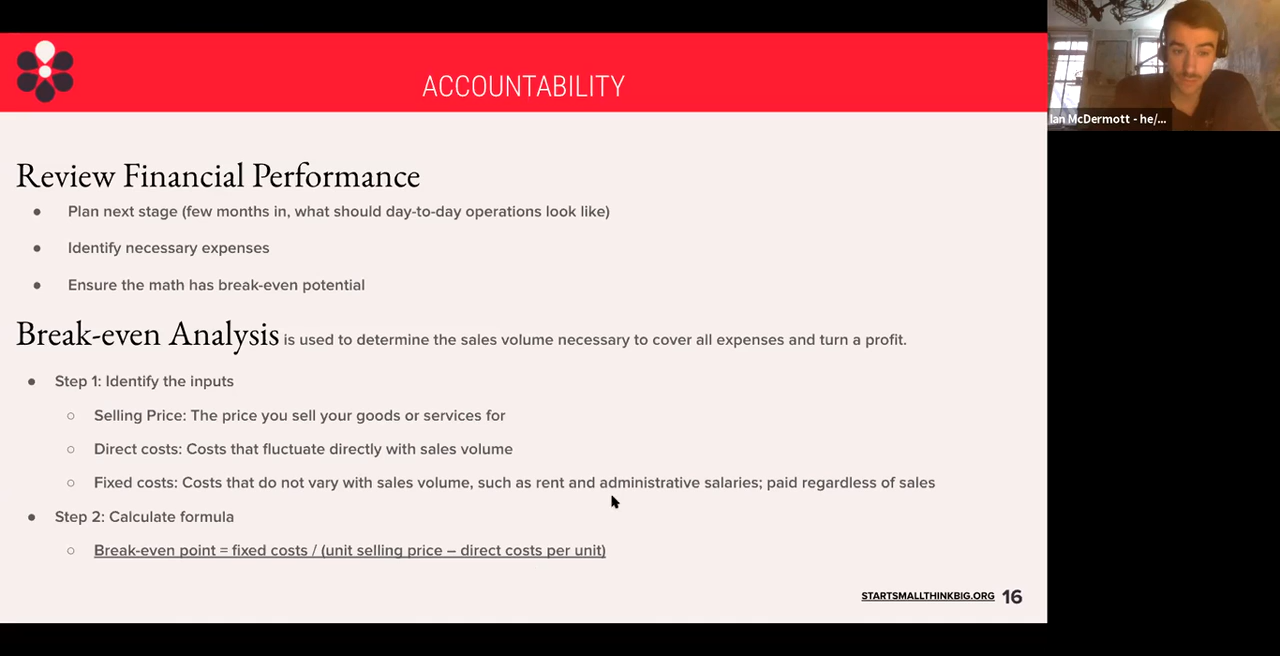 ACCOUNTABILITY
Ian McDermott - he/...
Review Financial Performance
● Plan next stage (few months in, what should day-to-day operations look like)
● Identify necessary expenses
● Ensure the math has break-even potential
Break-even Analysis is used to determine the sales volume necessary to cover all expenses and turn a profit.
● Step 1: Identify the inputs
○ Selling Price: The price you sell your goods or services for
○ Direct costs: Costs that fluctuate directly with sales volume
○ Fixed costs: Costs that do not vary with sales volume, such as rent and administrative salaries; paid regardless of sales
● Step 2: Calculate formula
○ Break-even point = fixed costs / (unit selling price – direct costs per unit)
STARTSMALLTHINKBIG.ORG 16